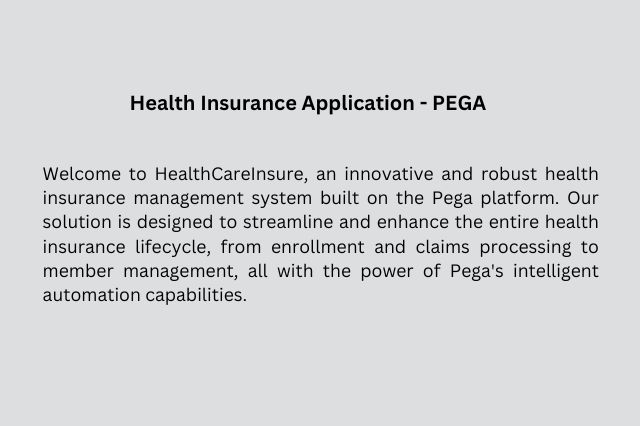 Health Insurance Application - PEGA
Welcome to HealthCareInsure, an innovative and robust health
insurance management system built on the Pega platform. Our
solution is designed to streamline and enhance the entire health
insurance lifecycle, from enrollment and claims processing to
member management, all with the power of Pega's intelligent
automation capabilities.